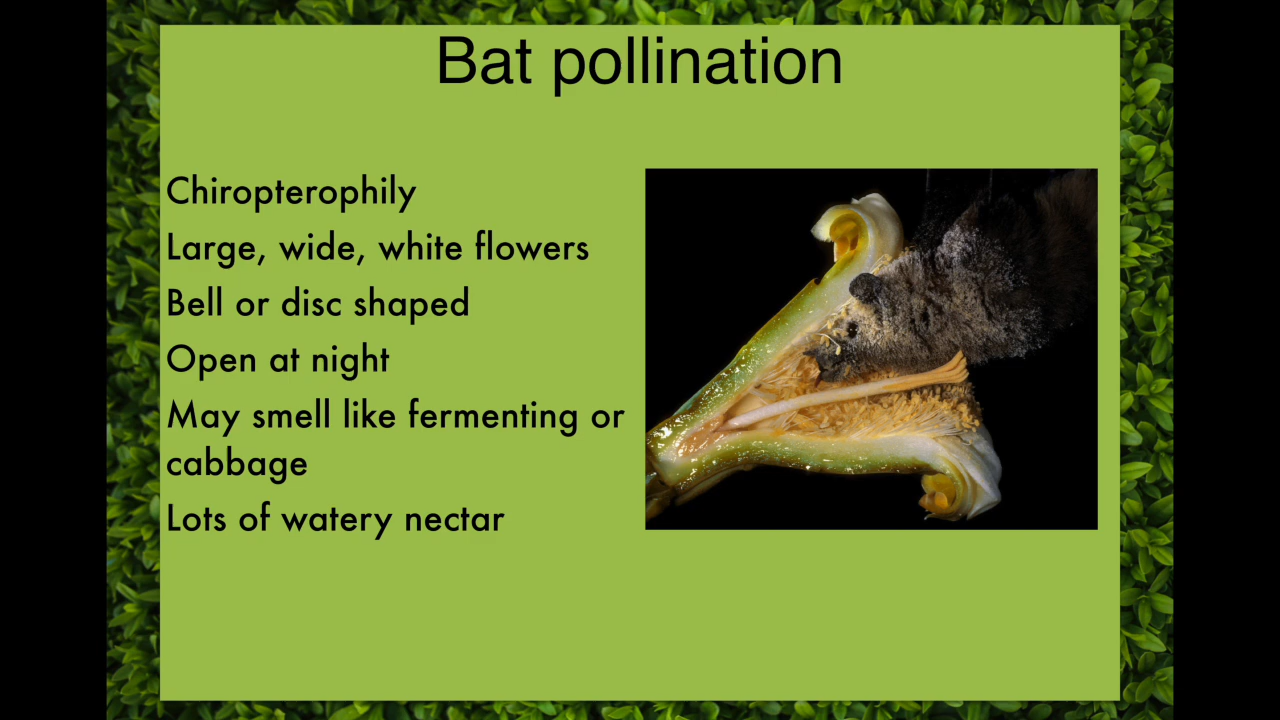 Bat pollination
Chiropterophily
Large, wide, white flowers
Bell or disc shaped
Open at night
May smell like fermenting or
cabbage
Lots of watery nectar